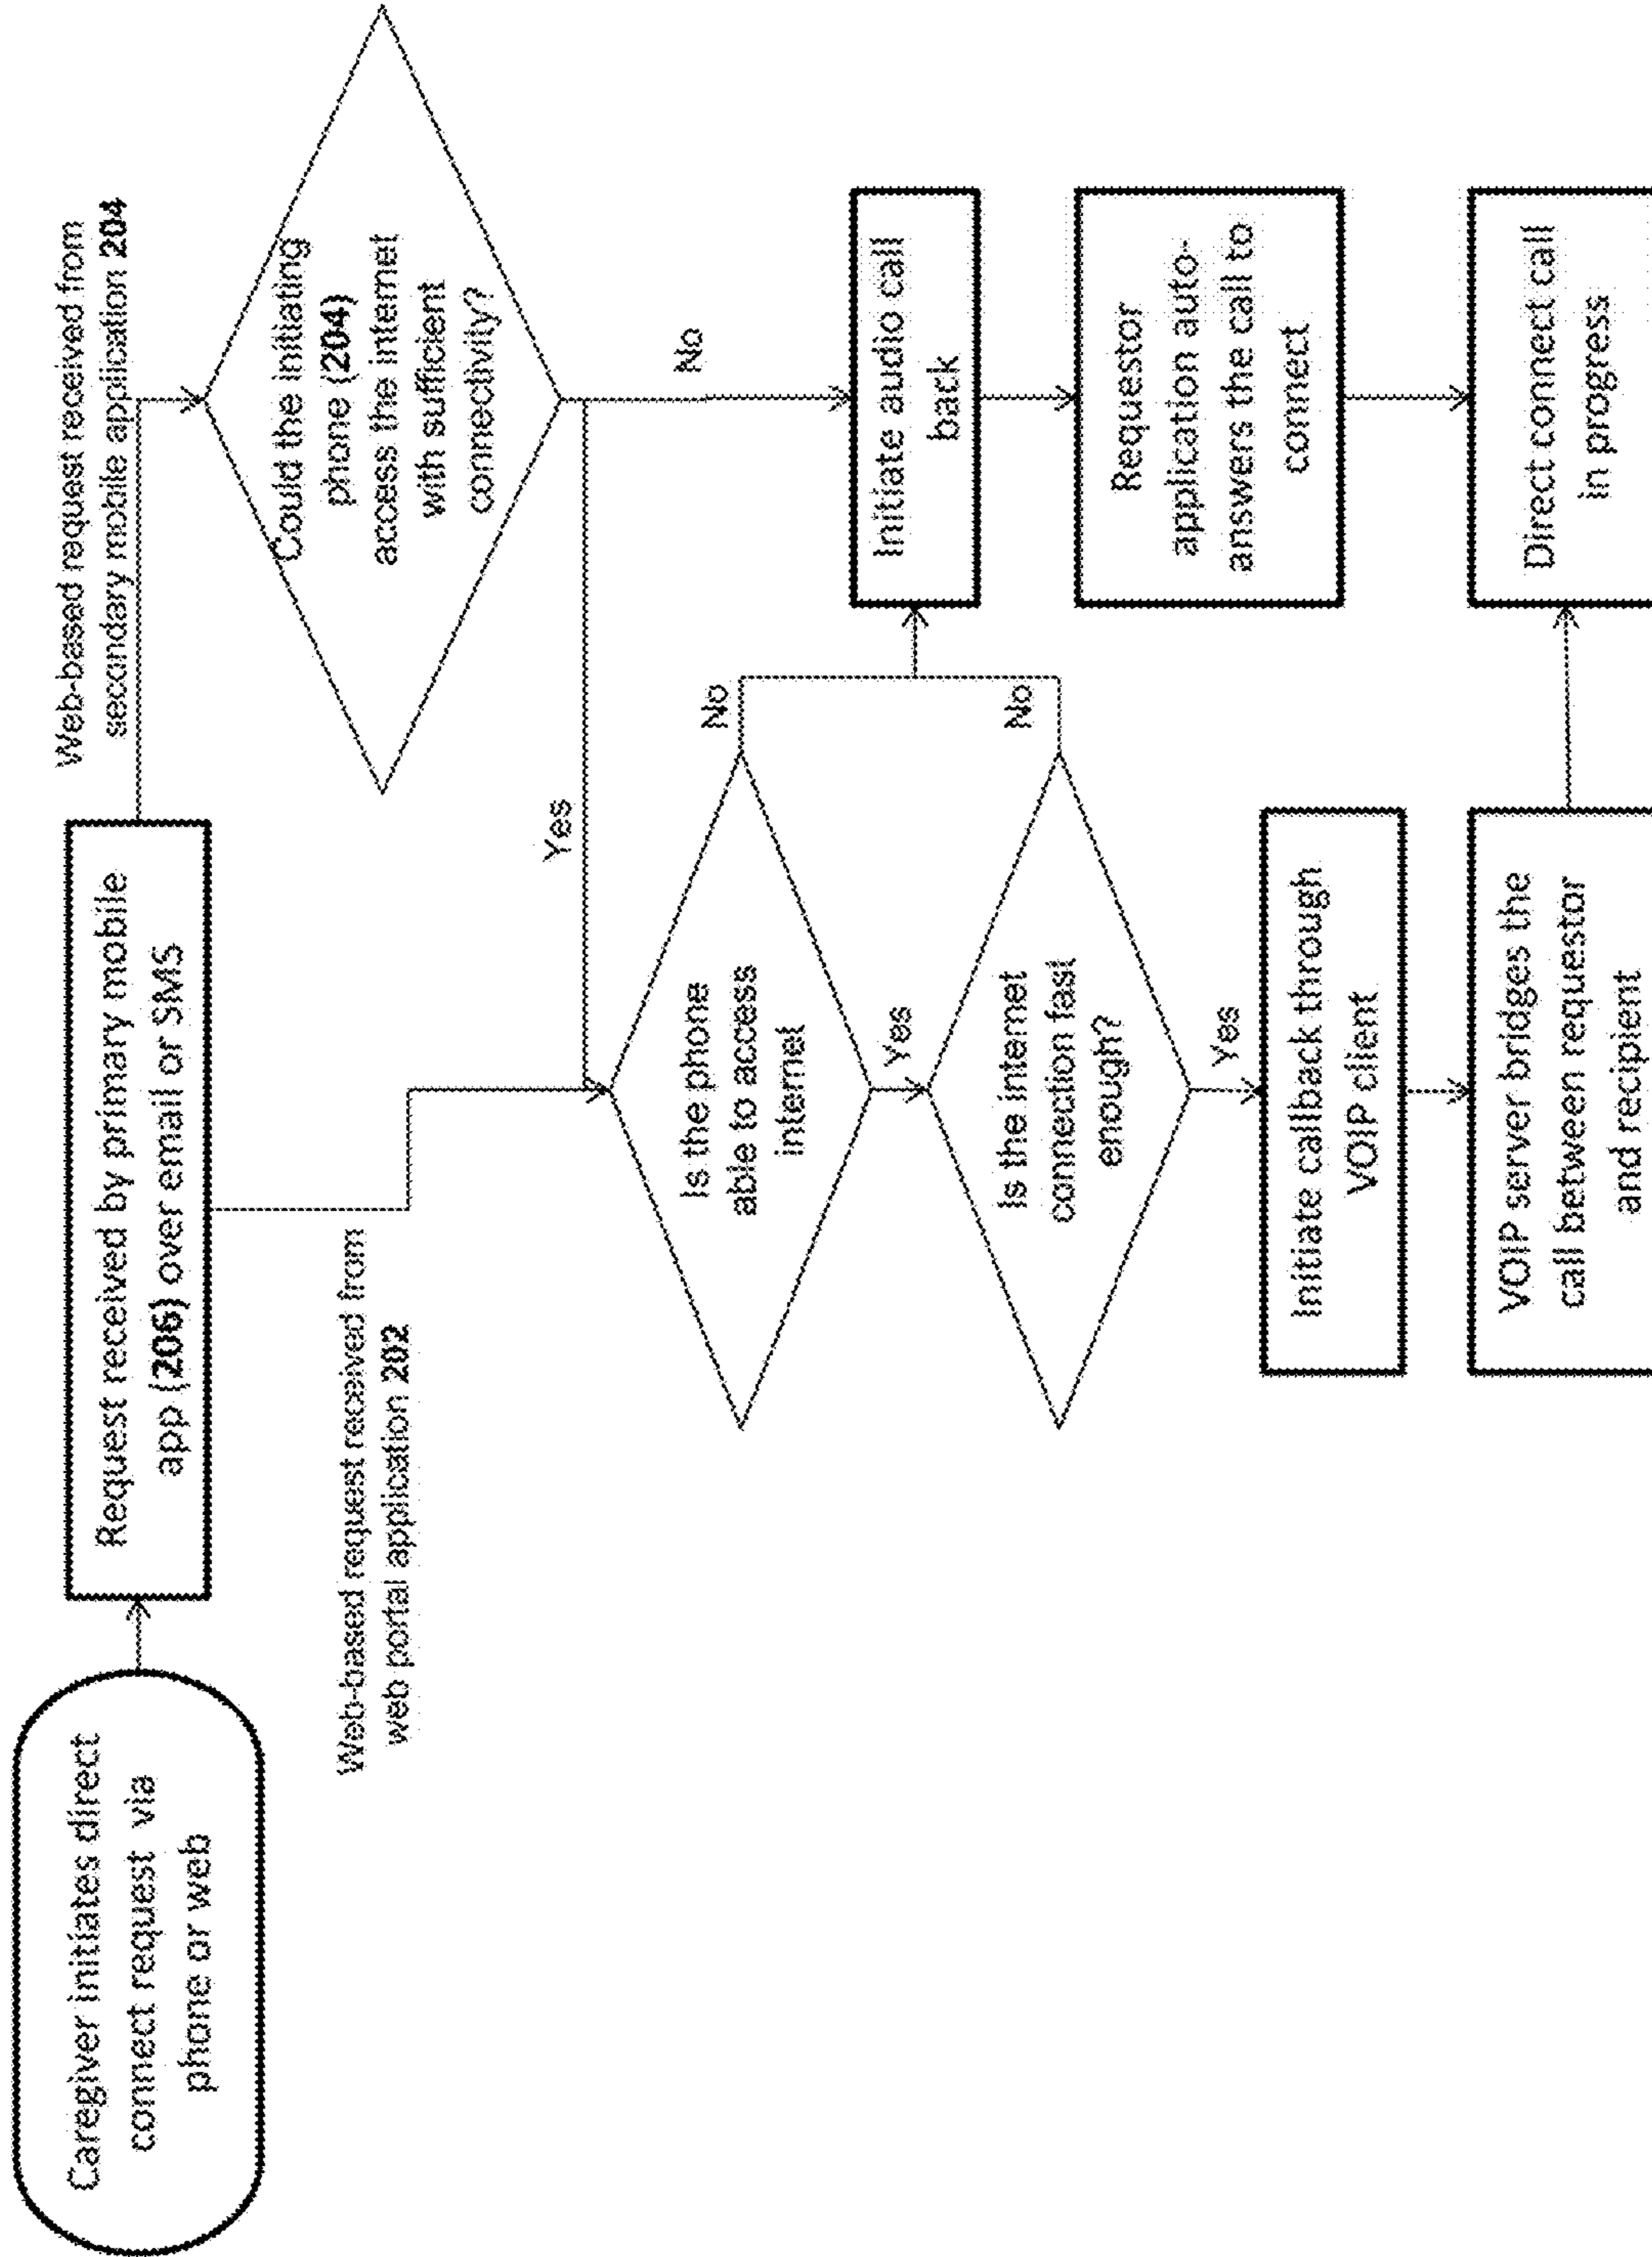 Caregiver initiates direct
connect request via
phone or web
Request received by primary mobile
app (206) over email or SMS
Web-based request received from
secondary mobile application 204
Could the initiating
phone (204)
access the internet
with sufficient
connectivity?
Web-based request received from
web portal application 202
Yes
No
Is the phone
able to access
internet
No
Yes
Is the internet
connection fast
enough?
No
Yes
Initiate audio call
back
Requestor
application auto-
answers the call to
connect
Initiate callback through
VOIP client
VOIP server bridges the
call between requestor
and recipient
Direct connect call
in progress